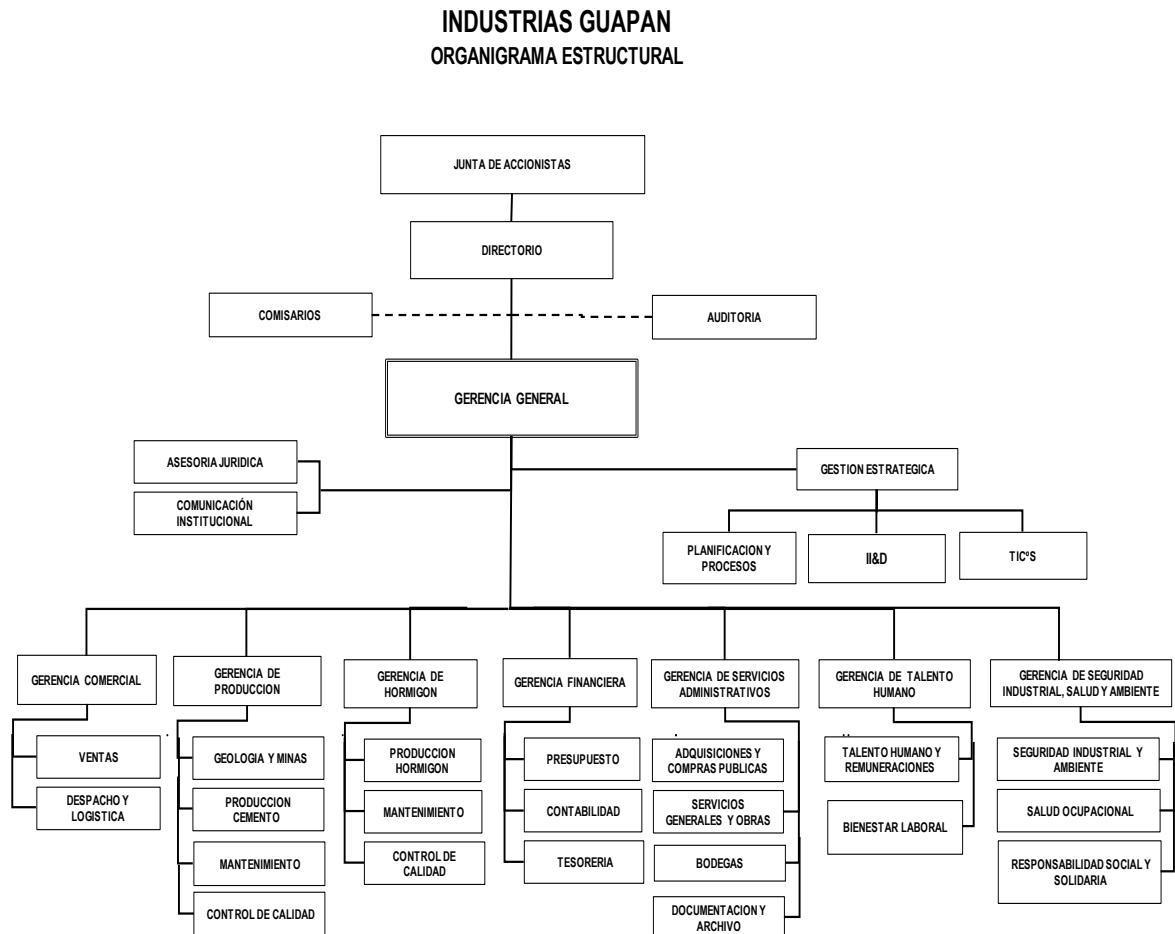 INDUSTRIAS GUAPAN
ORGANIGRAMA ESTRUCTURAL
JUNTA DE ACCIONISTAS
DIRECTORIO
COMISARIOS
AUDITORIA
GERENCIA GENERAL
ASESORIA JURIDICA
COMUNICACIÓN
INSTITUCIONAL
GESTION ESTRATEGICA
PLANIFICACION Y
PROCESOS
II&D
TICºS
GERENCIA COMERCIAL
GERENCIA DE
PRODUCCION
GERENCIA DE
HORMIGON
GERENCIA FINANCIERA
GERENCIA DE SERVICIOS
ADMINISTRATIVOS
GERENCIA DE TALENTO
HUMANO
GERENCIA DE SEGURIDAD
INDUSTRIAL, SALUD Y AMBIENTE
VENTAS
DESPACHO Y
LOGISTICA
GEOLOGIA Y MINAS
PRODUCCION
CEMENTO
MANTENIMIENTO
CONTROL DE CALIDAD
PRODUCCION
HORMIGON
MANTENIMIENTO
CONTROL DE
CALIDAD
PRESUPUESTO
CONTABILIDAD
TESORERIA
ADQUISICIONES Y
COMPRAS PUBLICAS
SERVICIOS
GENERALES Y OBRAS
BODEGAS
DOCUMENTACION Y
ARCHIVO
TALENTO HUMANO Y
REMUNERACIONES
BIENESTAR LABORAL
SEGURIDAD INDUSTRIAL Y
AMBIENTE
SALUD OCUPACIONAL
RESPONSABILIDAD SOCIAL Y
SOLIDARIA